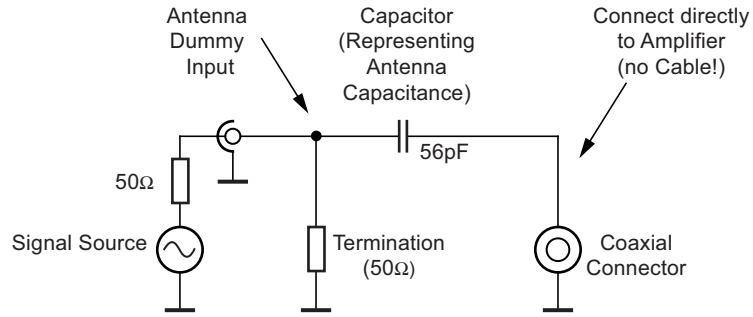 Antenna
Dummy
Input
Capacitor
(Representing
Antenna
Capacitance)
Connect directly
to Amplifier
(no Cable!)
56pF
50Ω
Signal Source
Termination
(50Ω)
Coaxial
Connector